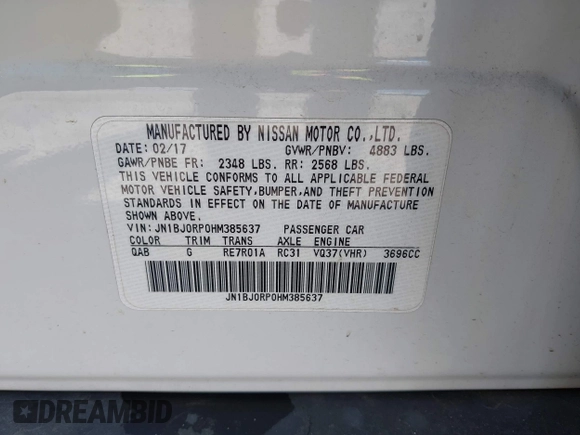 MANUFACTURED BY NISSAN MOTOR CO.,LTD.
DATE: 02/17 GVWR/PNBV: 4883 LBS.
GAWR/PNBE FR: 2348 LBS. RR: 2568 LBS.
THIS VEHICLE CONFORMS TO ALL APPLICABLE FEDERAL
MOTOR VEHICLE SAFETY,BUMPER,AND THEFT PREVENTION
STANDARDS IN EFFECT ON THE DATE OF MANUFACTURE
SHOWN ABOVE.
VIN: JN1BJ0RP0HM385637 PASSENGER CAR
COLOR TRIM TRANS AXLE ENGINE
QAB G RE7R01A RC31 VQ37(VHR) 3696CC
JN1BJ0RP0HM385637
DREAMBID